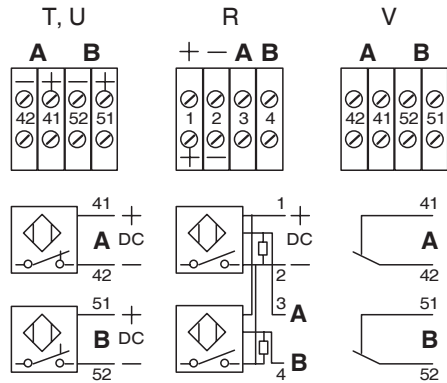 T, U R V
A B + − A B A B
− + − +
42 41 52 51 1 2 3 4 42 41 52 51
+ −
41 + 1 + 41
A DC DC A
42 − 2 − 42
3 A
51 + 51
B DC B B
52 − 4 52